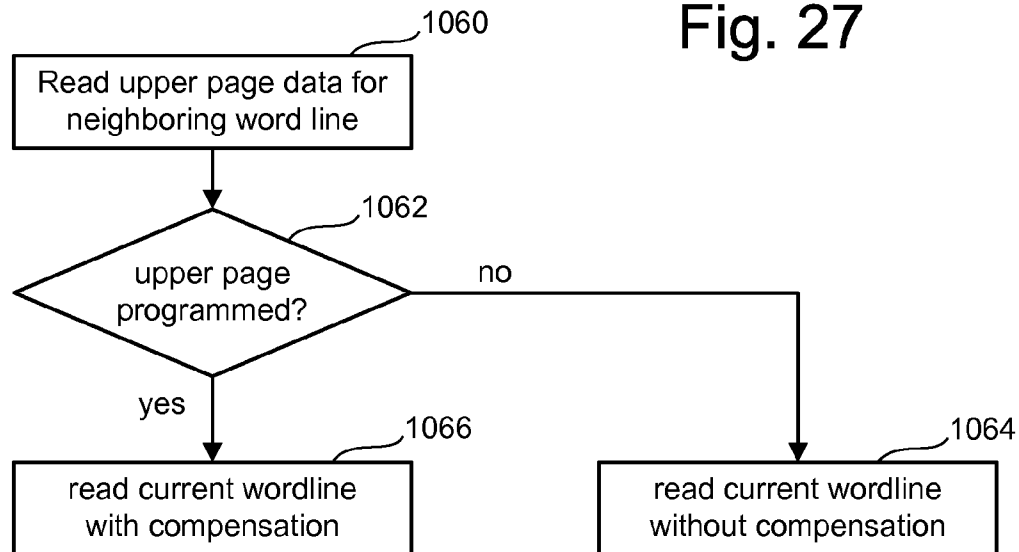 Fig. 27
1060
Read upper page data for
neighboring word line
1062
upper page
programmed?
no
yes
1066
1064
read current wordline
with compensation
read current wordline
without compensation